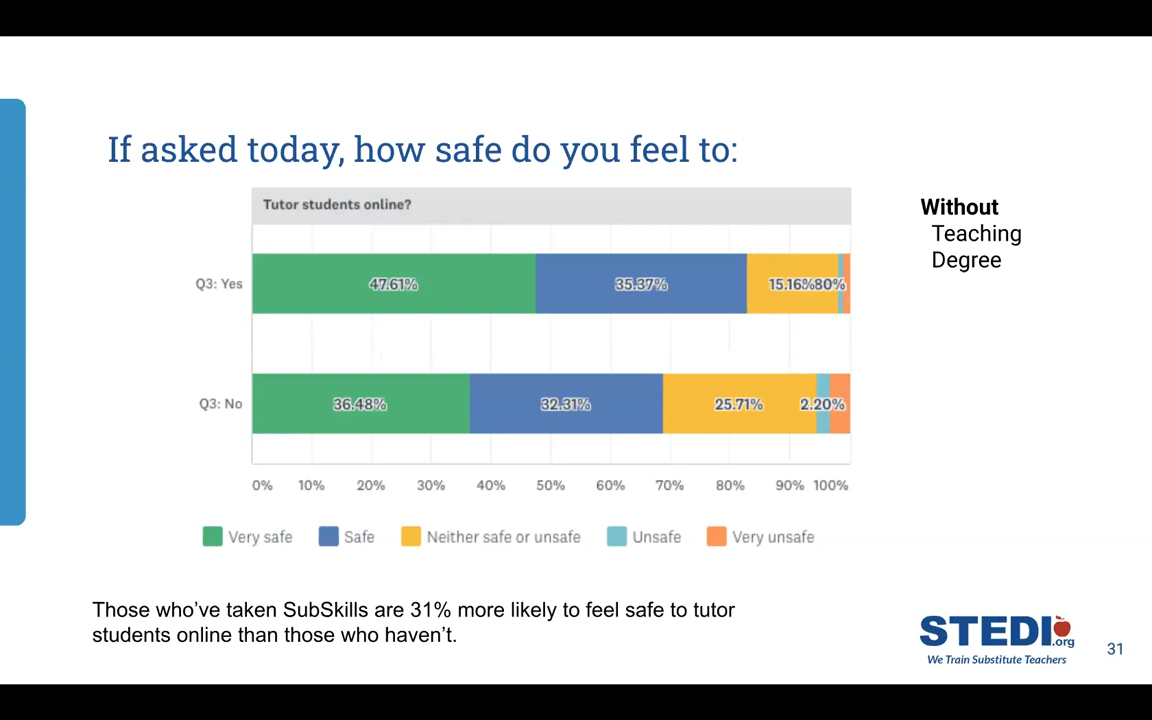 If asked today, how safe do you feel to:
Tutor students online?
Without
Teaching
Degree
Q3: Yes
47.61%
35.37%
15.16%
80%
Q3: No
36.48%
32.31%
25.71%
2.20%
0% 10% 20% 30% 40% 50% 60% 70% 80% 90% 100%
Very safe Safe Neither safe or unsafe Unsafe Very unsafe
Those who've taken SubSkills are 31% more likely to feel safe to tutor
students online than those who haven't.
STEDI.org
We Train Substitute Teachers
31